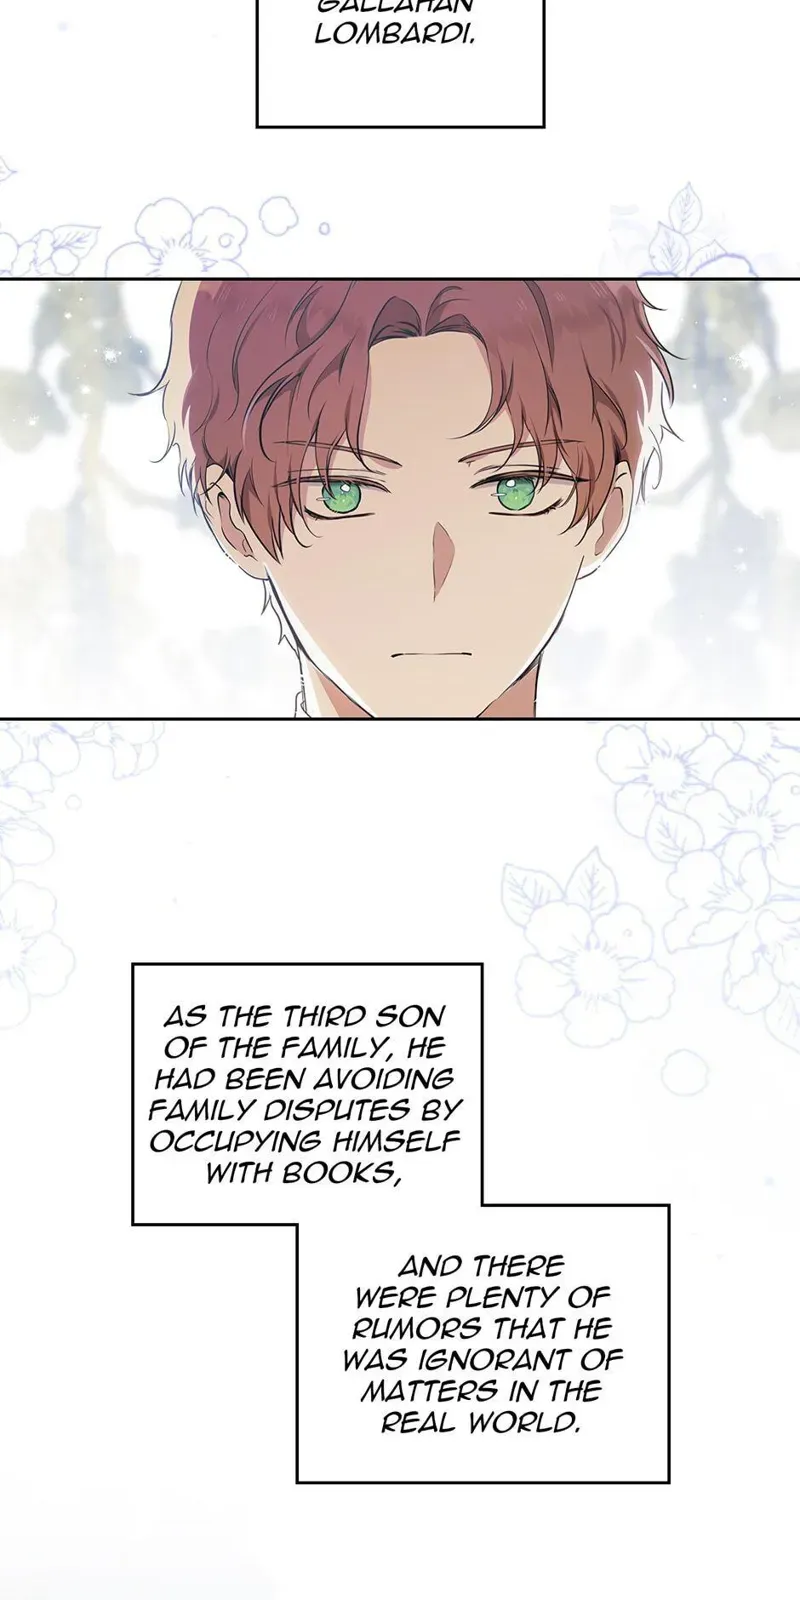 GALLAHAN
LOMBARDI.
AS THE THIRD SON
OF THE FAMILY, HE
HAD BEEN AVOIDING
FAMILY DISPUTES BY
OCCUPYING HIMSELF
WITH BOOKS,
AND THERE
WERE PLENTY OF
RUMORS THAT HE
WAS IGNORANT OF
MATTERS IN THE
REAL WORLD.